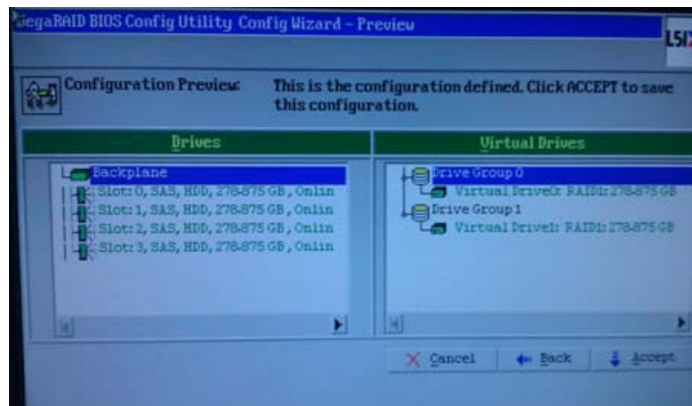 MegaRAID BIOS Config Utility Config Wizard - Preview
LSI
Configuration Preview: This is the configuration defined. Click ACCEPT to save
this configuration.
Drives
Virtual Drives
Backplane
Slot: 0, SAS, HDD, 278.875 GB, Onlin
Slot: 1, SAS, HDD, 278.875 GB, Onlin
Slot: 2, SAS, HDD, 278.875 GB, Onlin
Slot: 3, SAS, HDD, 278.875 GB, Onlin
Drive Group 0
Virtual Drive0: RAID1: 278.875 GB
Drive Group 1
Virtual Drive1: RAID1: 278.875 GB
Cancel
Back
Accept